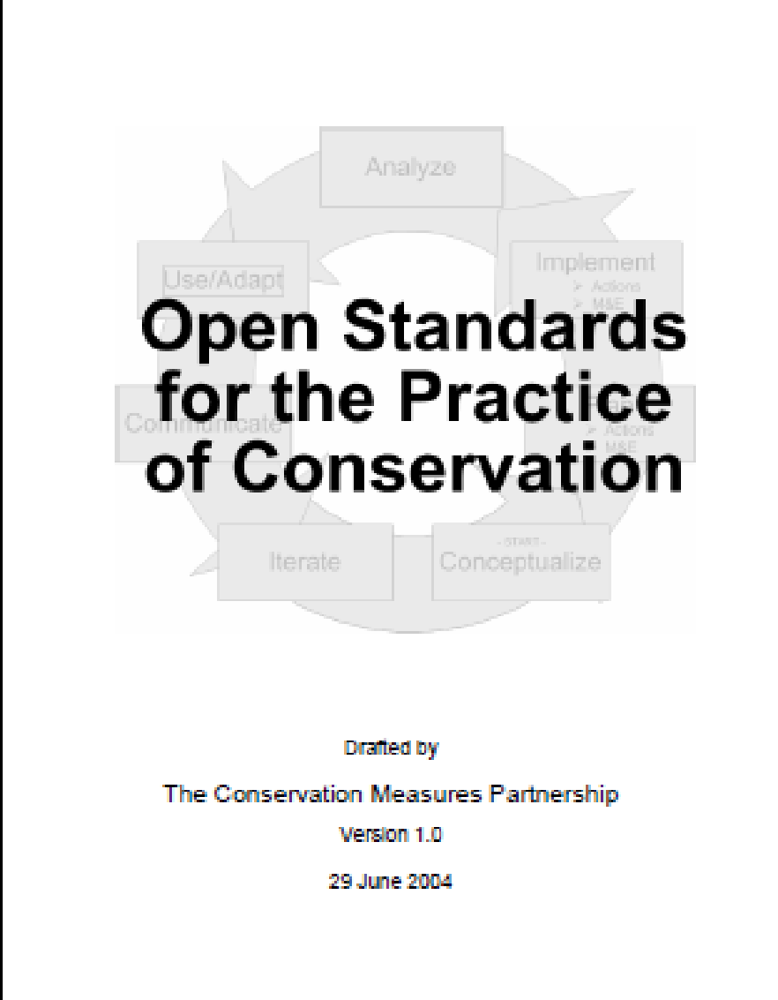 Analyze
Implement
➢ Actions
➢ M&E
Use/Adapt
Open Standards
for the Practice
of Conservation
Communicate
➢ Actions
M&E
Iterate
- START -
Conceptualize
Drafted by
The Conservation Measures Partnership
Version 1.0
29 June 2004